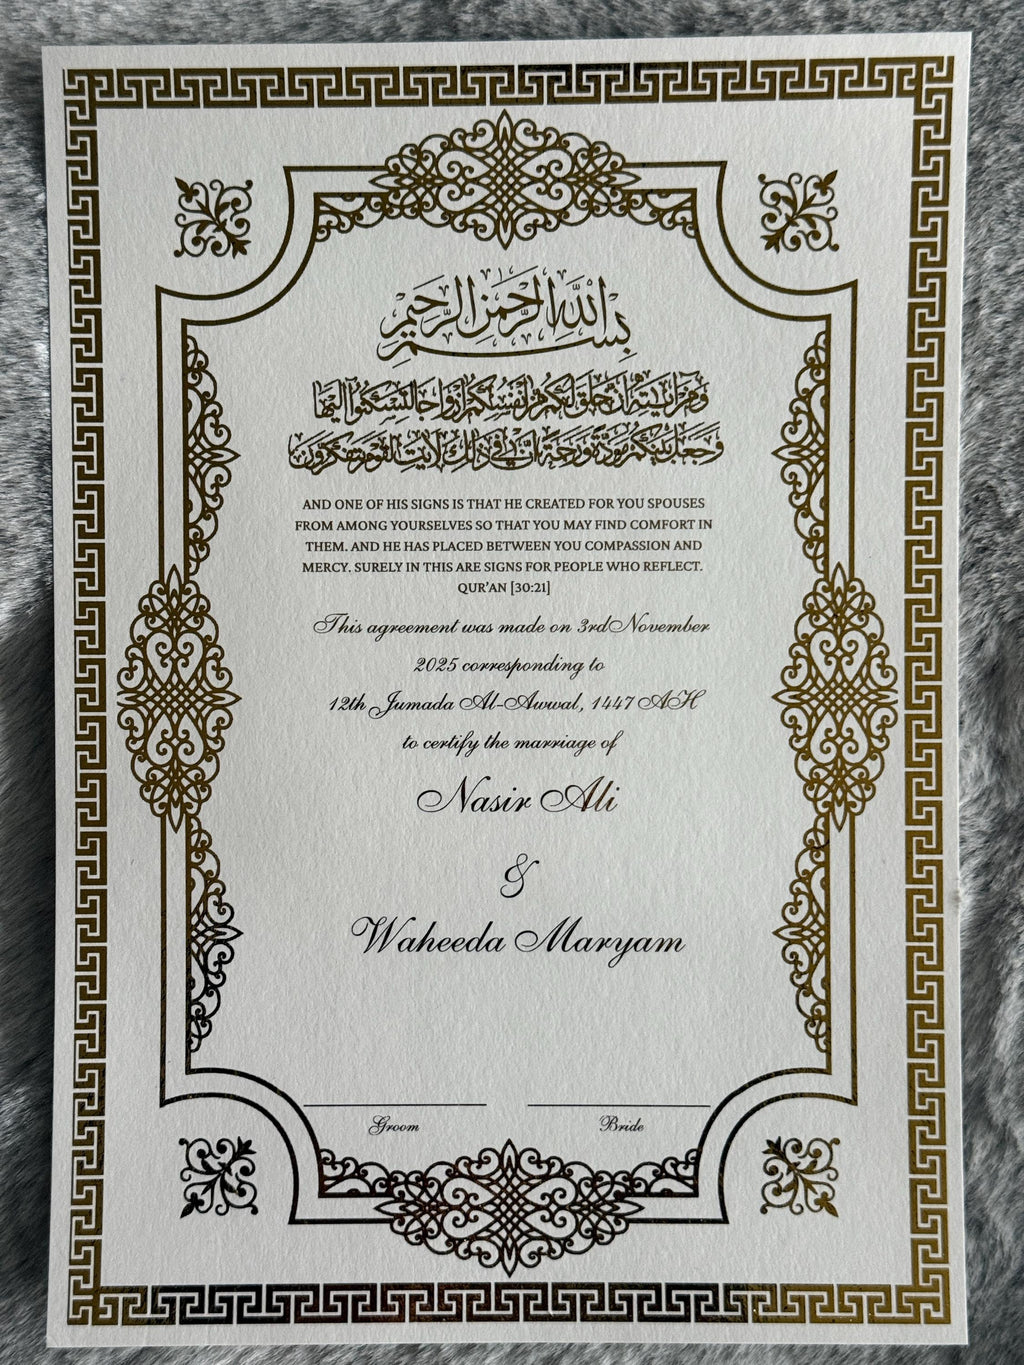 بسم الله الرحمن الرحيم
ومن آيته أن خلق لكم من أنفسكم أزواجا لتسكنوا إليها
وجعل بينكم مودة ورحمة إن في ذلك لآيت لقوم يتفكرون
AND ONE OF HIS SIGNS IS THAT HE CREATED FOR YOU SPOUSES
FROM AMONG YOURSELVES SO THAT YOU MAY FIND COMFORT IN
THEM. AND HE HAS PLACED BETWEEN YOU COMPASSION AND
MERCY. SURELY IN THIS ARE SIGNS FOR PEOPLE WHO REFLECT.
QUR'AN [30:21]
This agreement was made on 3rd November
2025 corresponding to
12th Jumada Al-Awwal, 1447 AH
to certify the marriage of
Nasir Ali
&
Waheeda Maryam
Groom Bride